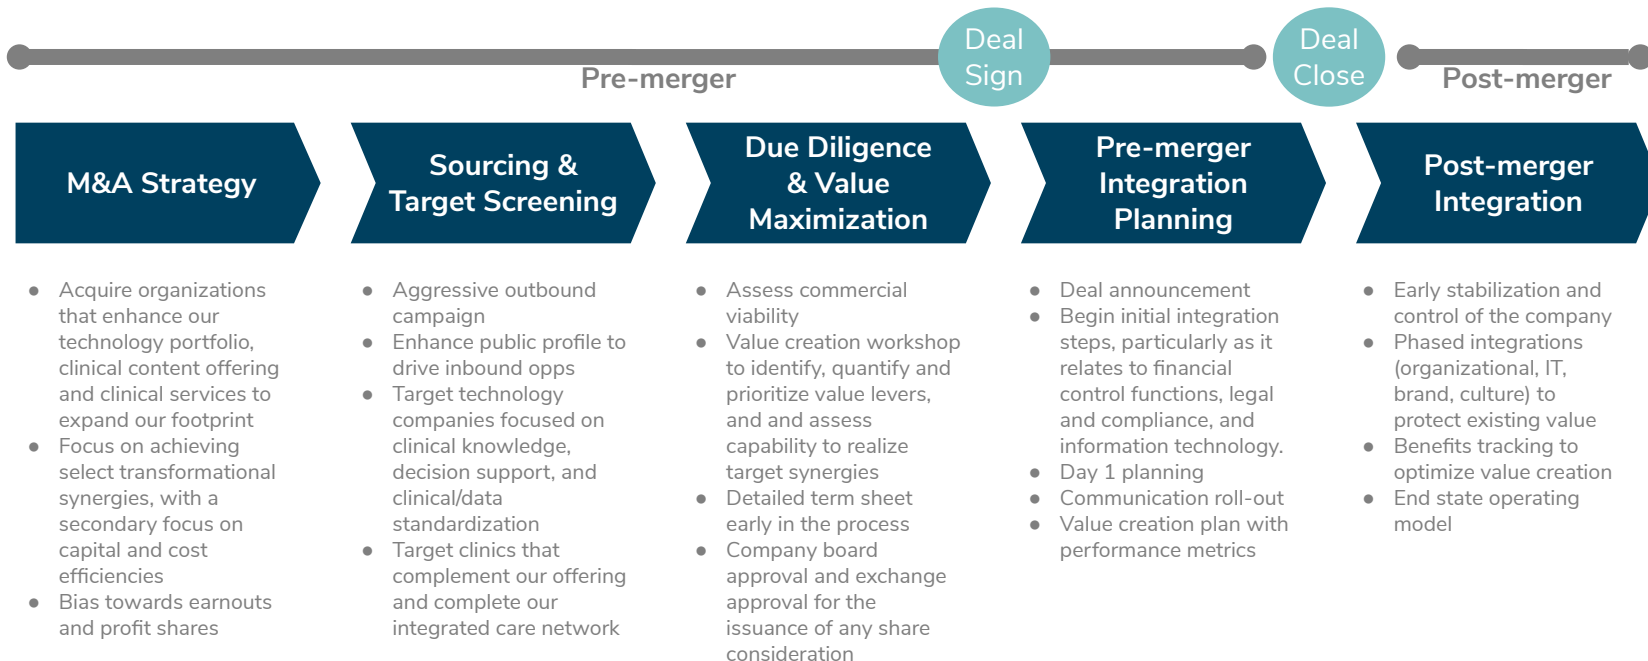 Deal
Sign
Deal
Close
Pre-merger
Post-merger
M&A Strategy
Sourcing &
Target Screening
Due Diligence
& Value
Maximization
Pre-merger
Integration
Planning
Post-merger
Integration
● Acquire organizations
that enhance our
technology portfolio,
clinical content offering
and clinical services to
expand our footprint
● Focus on achieving
select transformational
synergies, with a
secondary focus on
capital and cost
efficiencies
● Bias towards earnouts
and profit shares
● Aggressive outbound
campaign
● Enhance public profile to
drive inbound opps
● Target technology
companies focused on
clinical knowledge,
decision support, and
clinical/data
standardization
● Target clinics that
complement our offering
and complete our
integrated care network
● Assess commercial
viability
● Value creation workshop
to identify, quantify and
prioritize value levers,
and and assess
capability to realize
target synergies
● Detailed term sheet
early in the process
● Company board
approval and exchange
approval for the
issuance of any share
consideration
● Deal announcement
● Begin initial integration
steps, particularly as it
relates to financial
control functions, legal
and compliance, and
information technology.
● Day 1 planning
● Communication roll-out
● Value creation plan with
performance metrics
● Early stabilization and
control of the company
● Phased integrations
(organizational, IT,
brand, culture) to
protect existing value
● Benefits tracking to
optimize value creation
● End state operating
model